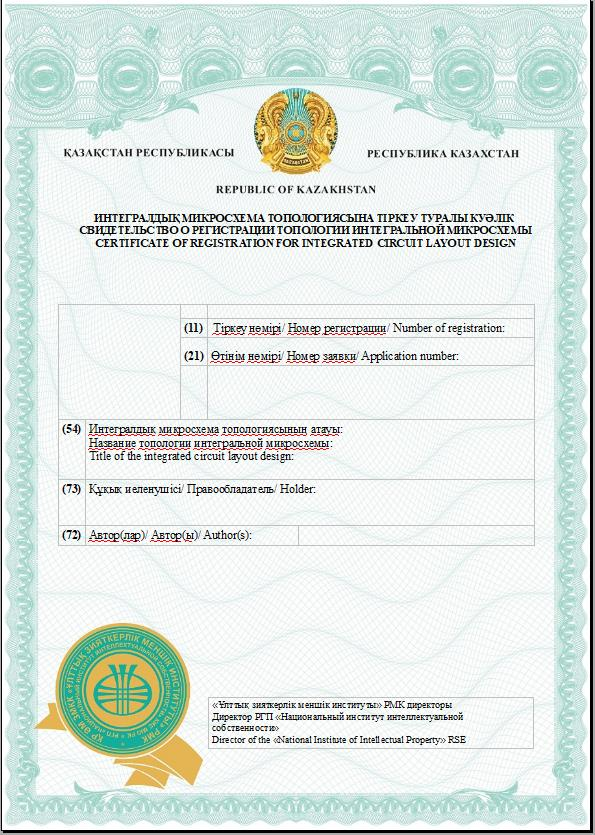 ҚАЗАҚСТАН РЕСПУБЛИКАСЫ
РЕСПУБЛИКА КАЗАХСТАН
REPUBLIC OF KAZAKHSTAN
ИНТЕГРАЛДЫҚ МИКРОСХЕМА ТОПОЛОГИЯСЫНА ТІРКЕУ ТУРАЛЫ КУӘЛІК
СВИДЕТЕЛЬСТВО О РЕГИСТРАЦИИ ТОПОЛОГИИ ИНТЕГРАЛЬНОЙ МИКРОСХЕМЫ
CERTIFICATE OF REGISTRATION FOR INTEGRATED CIRCUIT LAYOUT DESIGN
(11) Тіркеу нөмірі/ Номер регистрации/ Number of registration:
(21) Өтінім нөмірі/ Номер заявки/ Application number:
(54) Интегралдық микросхема топологиясының атауы:
Название топологии интегральной микросхемы:
Title of the integrated circuit layout design:
(73) Құқық иеленушісі/ Правообладатель/ Holder:
(72) Автор(лар)/ Автор(ы)/ Author(s):
«Ұлттық зияткерлік меншік институты» РМК директоры
Директор РГП «Национальный институт интеллектуальной
собственности»
Director of the «National Institute of Intellectual Property» RSE
ҚР ӘМ ЗМҚК «ҰЛТТЫҚ ЗИЯТКЕРЛІК МЕНШІК ИНСТИТУТЫ» РМК